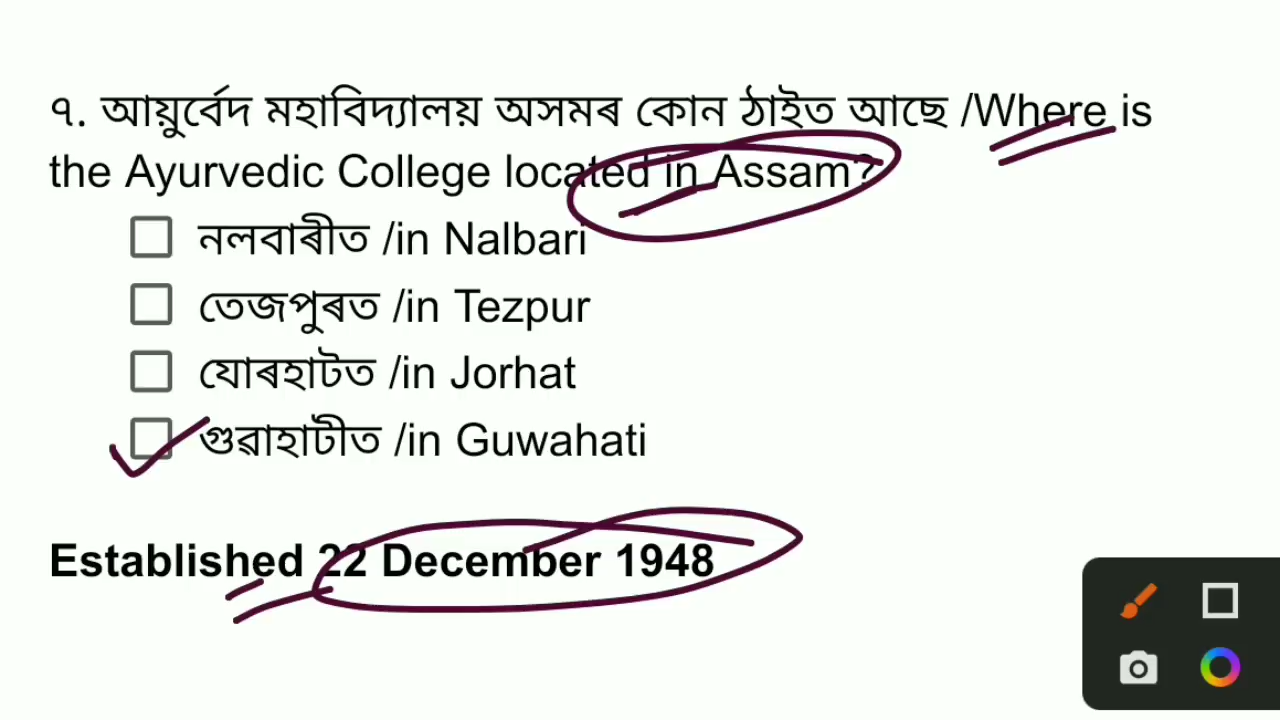 ৭. আয়ুৰ্বেদ মহাবিদ্যালয় অসমৰ কোন ঠাইত আছে /Where is
the Ayurvedic College located in Assam?
নলবাৰীত /in Nalbari
তেজপুৰত /in Tezpur
যোৰহাটত /in Jorhat
গুৱাহাটীত /in Guwahati
Established 22 December 1948